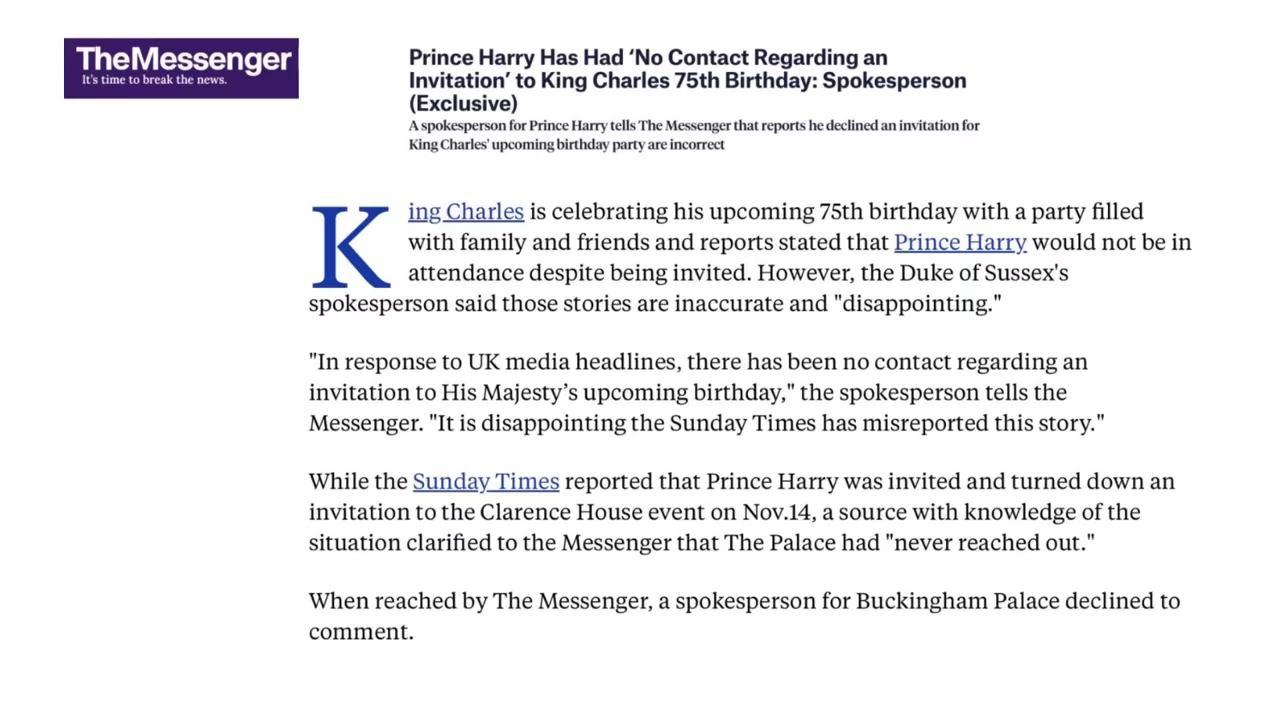 TheMessenger
It's time to break the news.
Prince Harry Has Had ‘No Contact Regarding an
Invitation’ to King Charles 75th Birthday: Spokesperson
(Exclusive)
A spokesperson for Prince Harry tells The Messenger that reports he declined an invitation for
King Charles' upcoming birthday party are incorrect
King Charles is celebrating his upcoming 75th birthday with a party filled
with family and friends and reports stated that Prince Harry would not be in
attendance despite being invited. However, the Duke of Sussex's
spokesperson said those stories are inaccurate and "disappointing."
"In response to UK media headlines, there has been no contact regarding an
invitation to His Majesty’s upcoming birthday," the spokesperson tells the
Messenger. "It is disappointing the Sunday Times has misreported this story."
While the Sunday Times reported that Prince Harry was invited and turned down an
invitation to the Clarence House event on Nov.14, a source with knowledge of the
situation clarified to the Messenger that The Palace had "never reached out."
When reached by The Messenger, a spokesperson for Buckingham Palace declined to
comment.